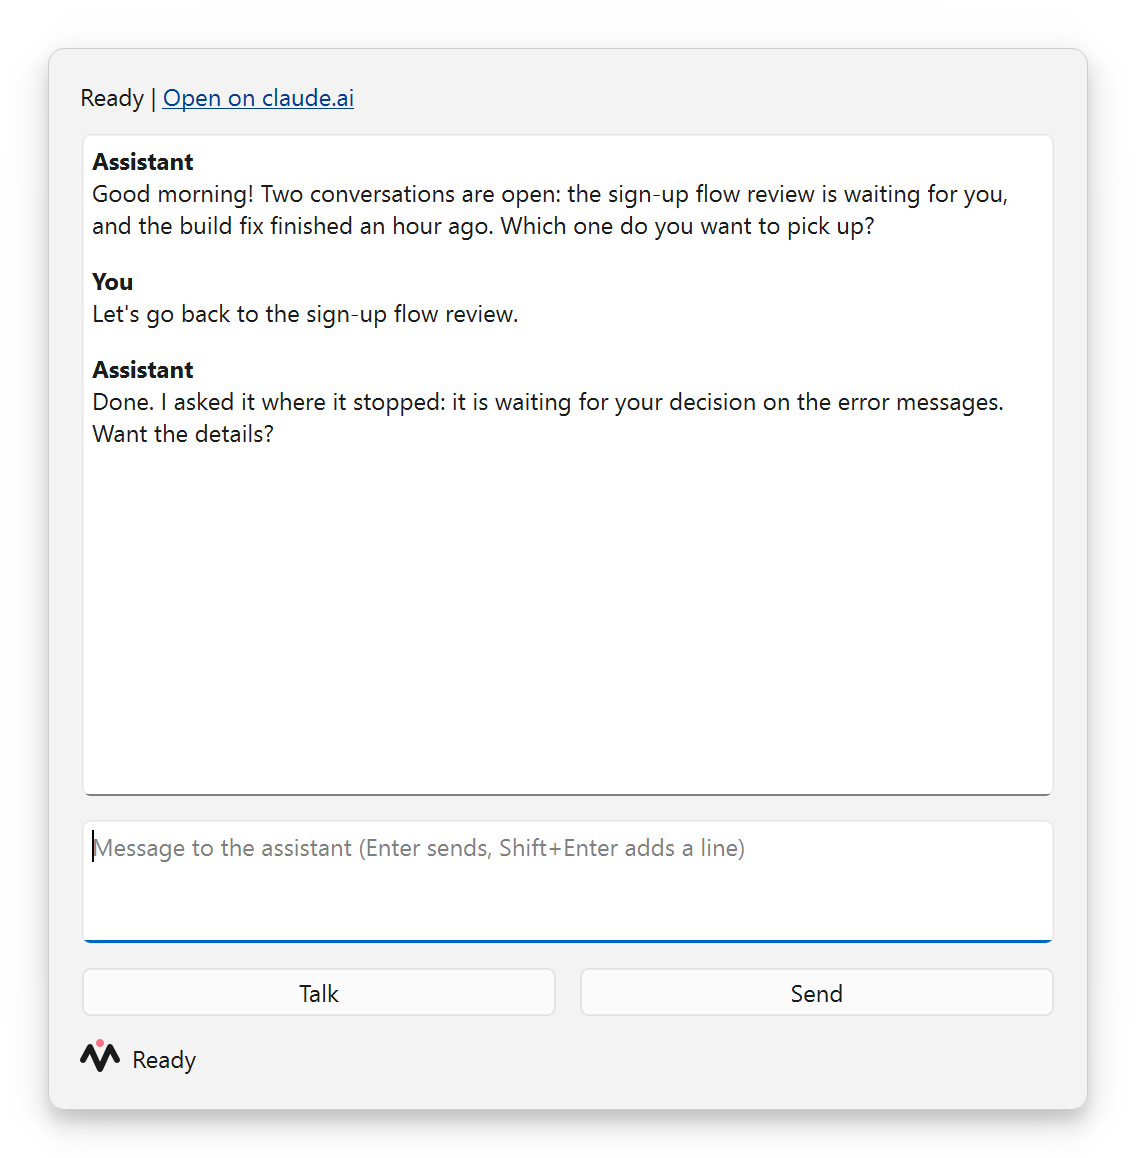 Ready | Open on claude.ai
Assistant
Good morning! Two conversations are open: the sign-up flow review is waiting for you,
and the build fix finished an hour ago. Which one do you want to pick up?
You
Let's go back to the sign-up flow review.
Assistant
Done. I asked it where it stopped: it is waiting for your decision on the error messages.
Want the details?
Message to the assistant (Enter sends, Shift+Enter adds a line)
Talk
Send
Ready